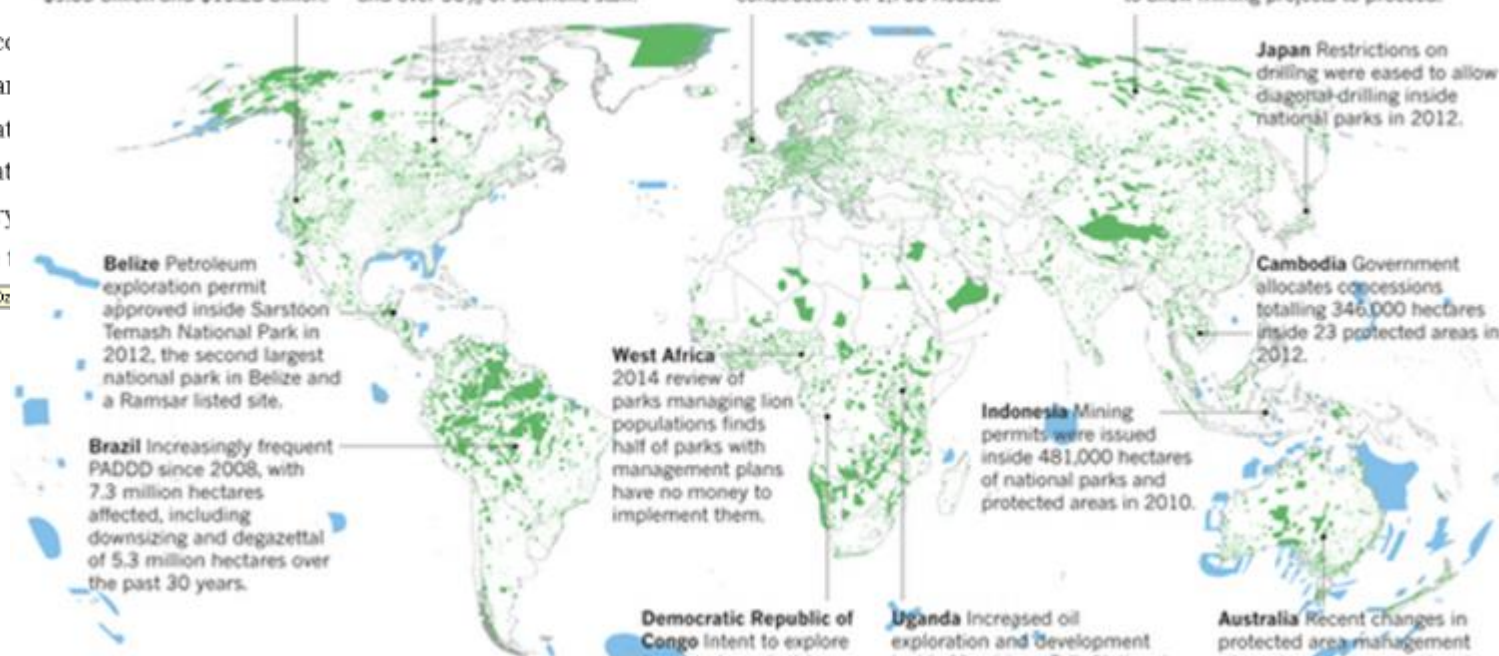 Japan Restrictions on
drilling were eased to allow
diagonal-drilling inside
national parks in 2012.
Belize Petroleum
exploration permit
approved inside Sarstoon
Temash National Park in
2012, the second largest
national park in Belize and
a Ramsar listed site.
Cambodia Government
allocates concessions
totalling 346,000 hectares
inside 23 protected areas in
2012.
West Africa
2014 review of
parks managing lion
populations finds
half of parks with
management plans
have no money to
implement them.
Indonesia Mining
permits were issued
inside 481,000 hectares
of national parks and
protected areas in 2010.
Brazil Increasingly frequent
PADDD since 2008, with
7.3 million hectares
affected, including
downsizing and degazettal
of 5.3 million hectares over
the past 30 years.
Democratic Republic of
Congo Intent to explore
Uganda Increased oil
exploration and development
Australia Recent changes in
protected area management